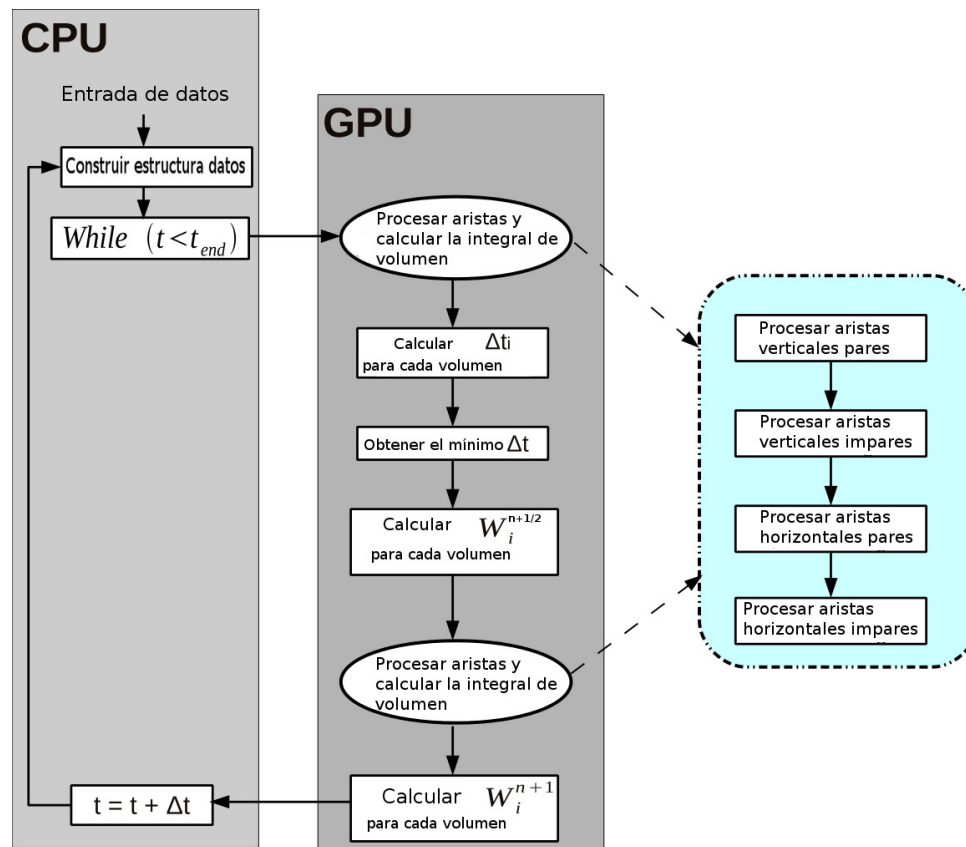 CPU
Entrada de datos
Construir estructura datos
While (t<t_end)
t = t + Δt
GPU
Procesar aristas y
calcular la integral de
volumen
Calcular Δti
para cada volumen
Obtener el mínimo Δt
Calcular W_i^{n+1/2}
para cada volumen
Procesar aristas y
calcular la integral de
volumen
Calcular W_i^{n+1}
para cada volumen
Procesar aristas
verticales pares
Procesar aristas
verticales impares
Procesar aristas
horizontales pares
Procesar aristas
horizontales impares